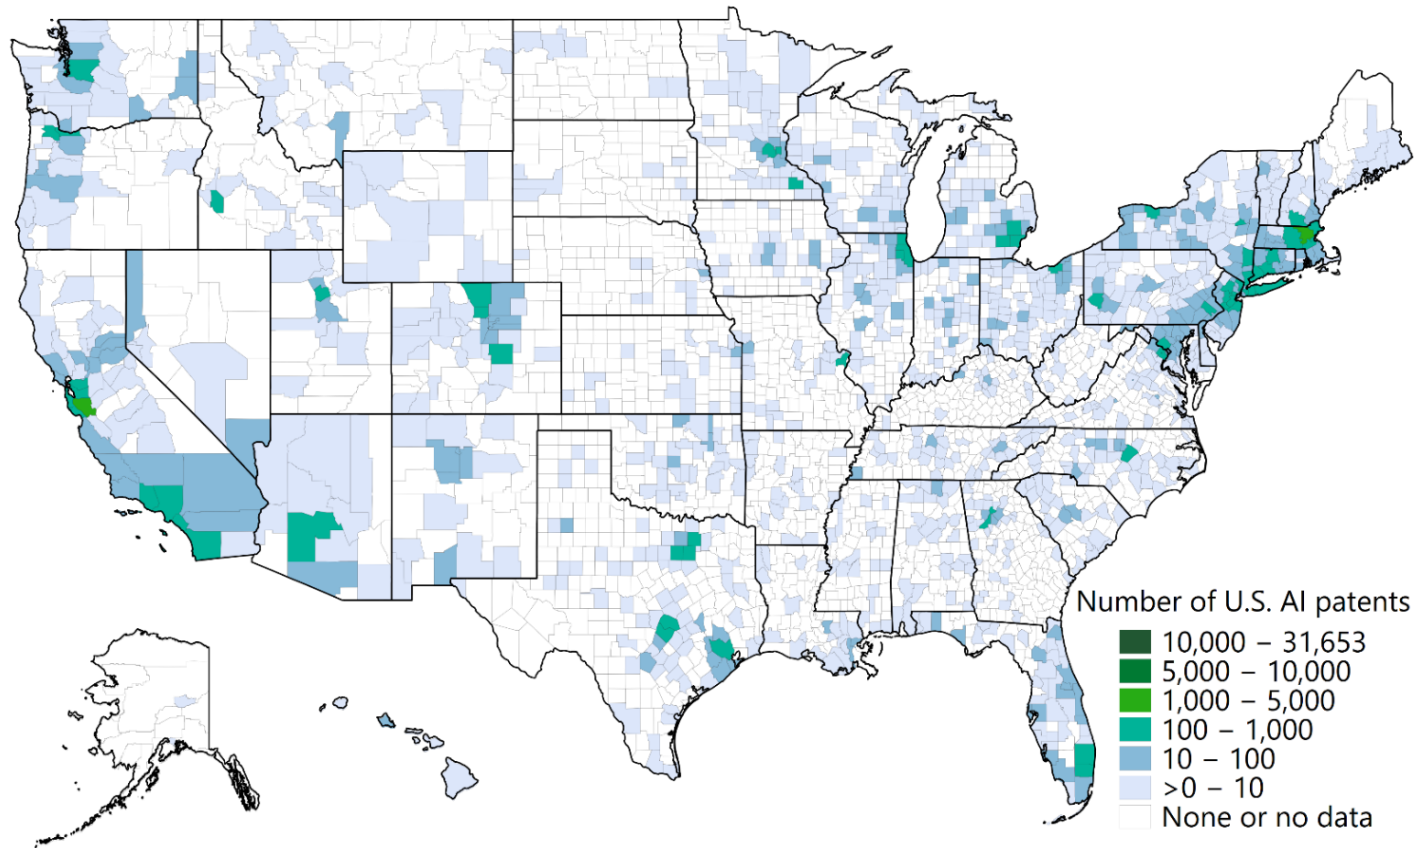 Number of U.S. AI patents
10,000 – 31,653
5,000 – 10,000
1,000 – 5,000
100 – 1,000
10 – 100
>0 – 10
None or no data